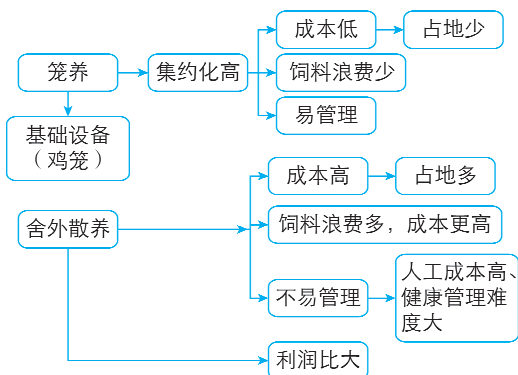 成本低
占地少
笼养
集约化高
饲料浪费少
易管理
基础设备
（鸡笼）
成本高
占地多
舍外散养
饲料浪费多，成本更高
不易管理
人工成本高、
健康管理难
度大
利润比大